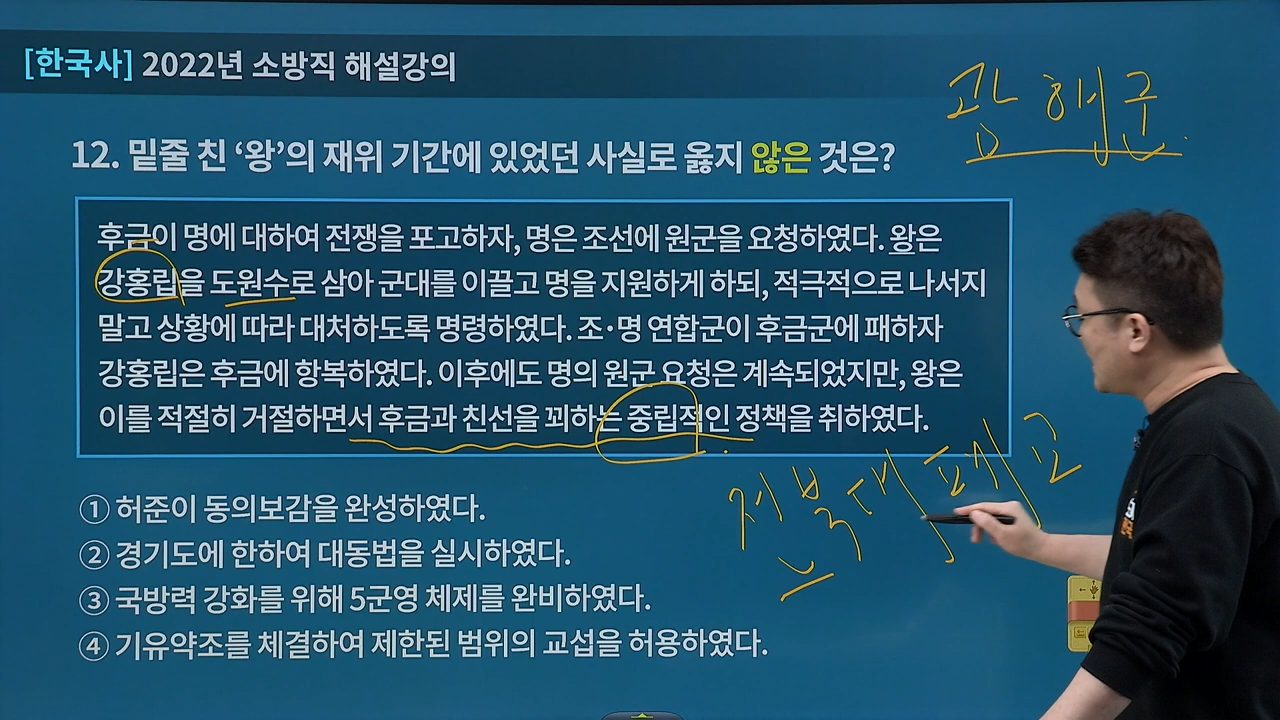 [한국사] 2022년 소방직 해설강의
광해군
12. 밑줄 친 ‘왕’의 재위 기간에 있었던 사실로 옳지 않은 것은?
후금이 명에 대하여 전쟁을 포고하자, 명은 조선에 원군을 요청하였다. 왕은
강홍립을 도원수로 삼아 군대를 이끌고 명을 지원하게 하되, 적극적으로 나서지
말고 상황에 따라 대처하도록 명령하였다. 조·명 연합군이 후금군에 패하자
강홍립은 후금에 항복하였다. 이후에도 명의 원군 요청은 계속되었지만, 왕은
이를 적절히 거절하면서 후금과 친선을 꾀하는 중립적인 정책을 취하였다.
① 허준이 동의보감을 완성하였다.
② 경기도에 한하여 대동법을 실시하였다.
③ 국방력 강화를 위해 5군영 체제를 완비하였다.
④ 기유약조를 체결하여 제한된 범위의 교섭을 허용하였다.